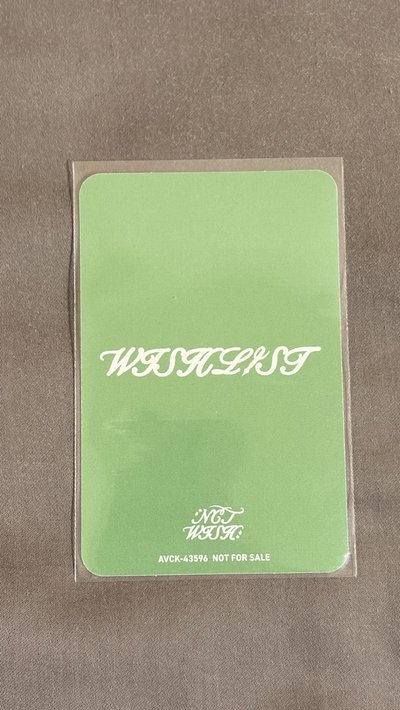 WISHLIST
NCT
WISH:
AVCK-43596 NOT FOR SALE